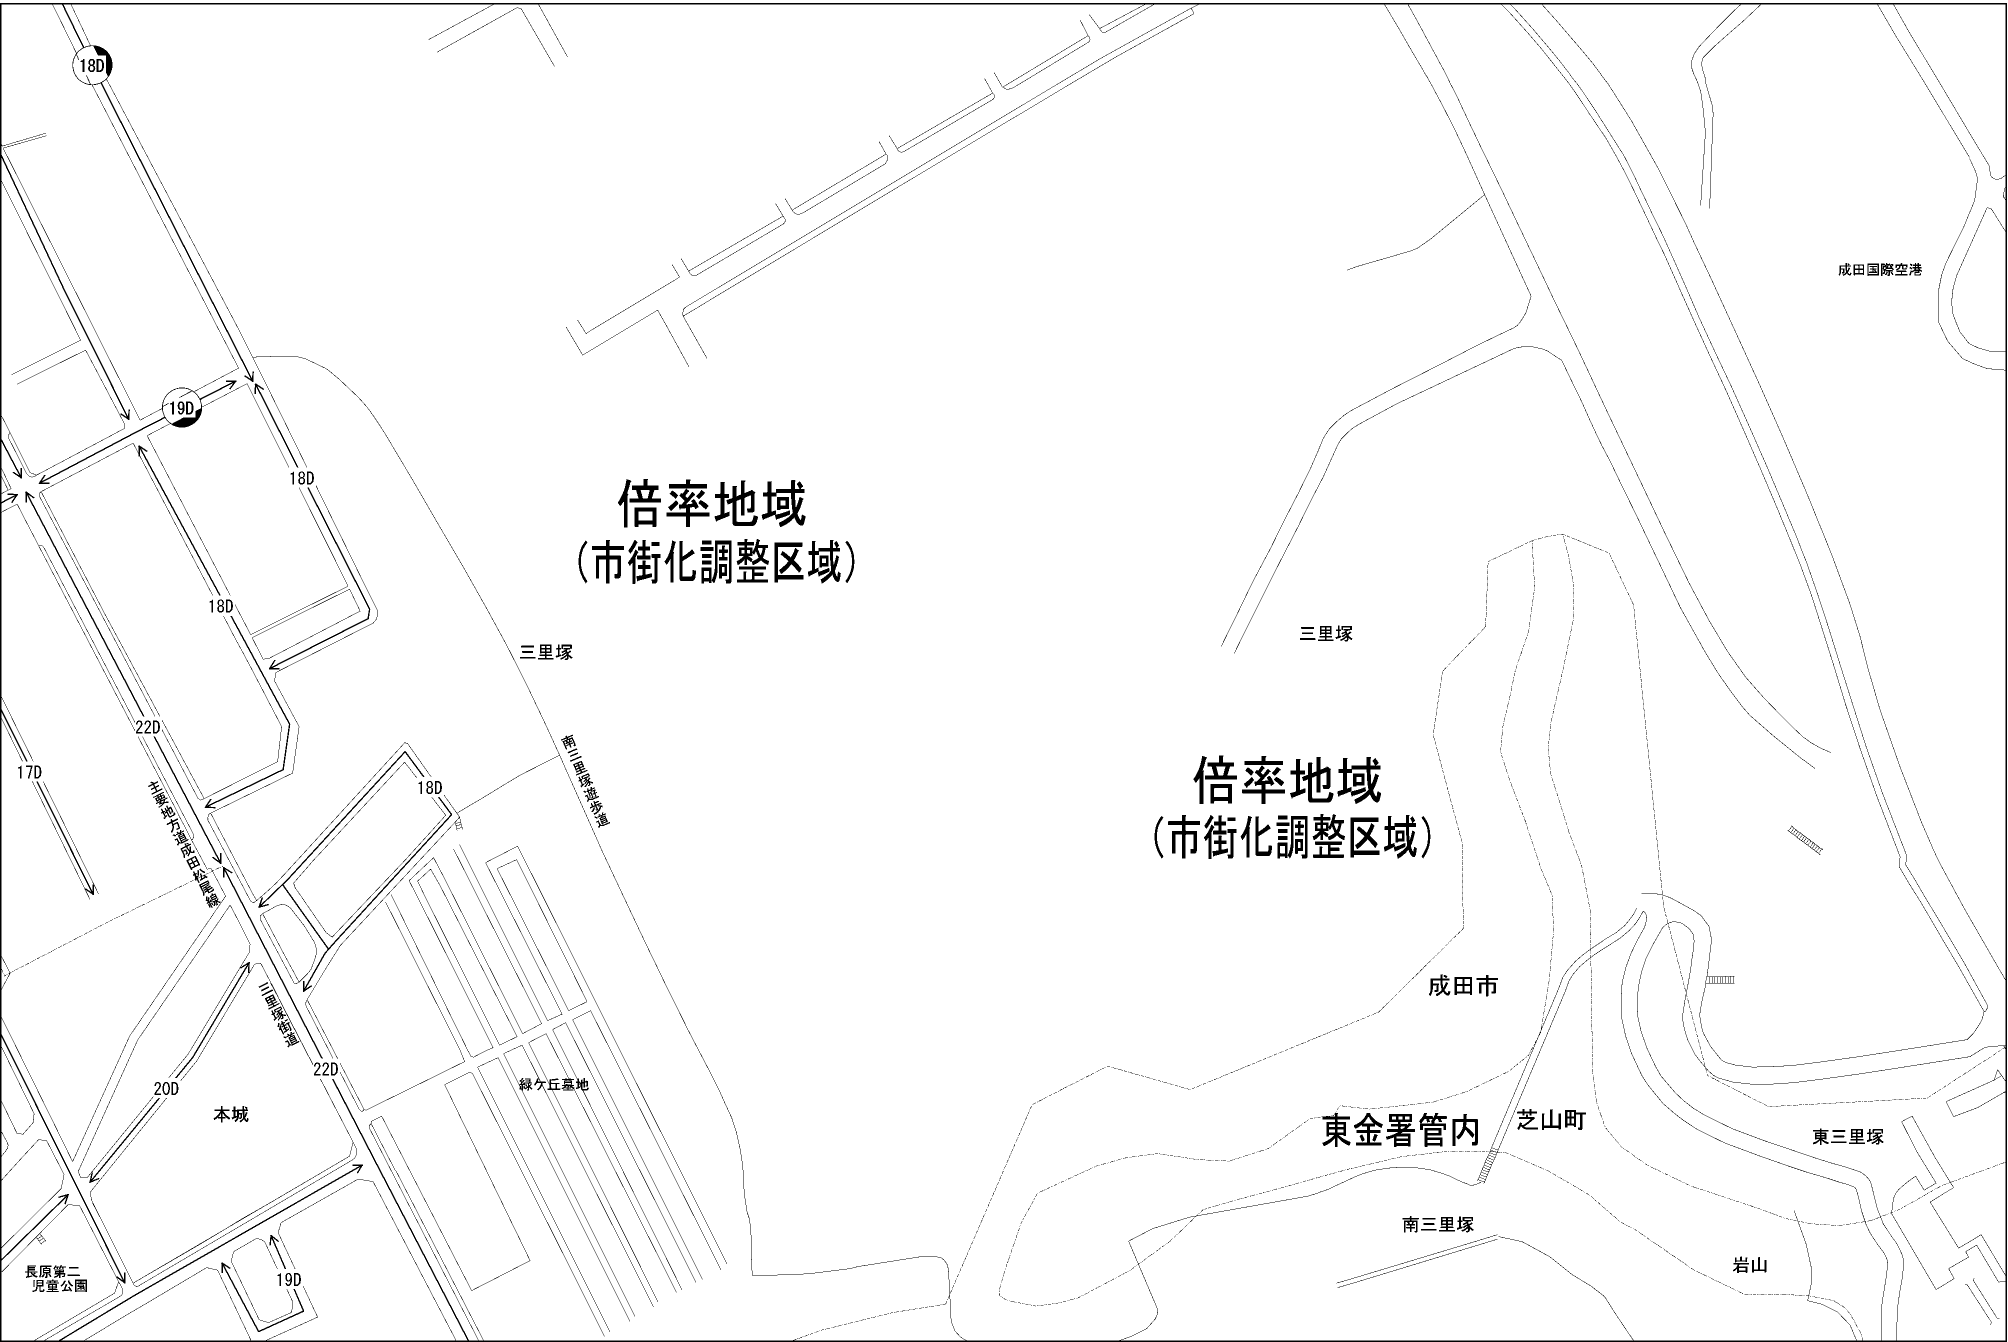 18D
成田国際空港
19D
18D
倍率地域
（市街化調整区域）
18D
三里塚
三里塚
22D
南三里塚遊歩道
17D
18D
倍率地域
（市街化調整区域）
主要地方道成田松尾線
成田市
三里塚街道
22D
20D
緑ケ丘墓地
本城
東金署管内
芝山町
東三里塚
南三里塚
岩山
長原第二
児童公園
19D